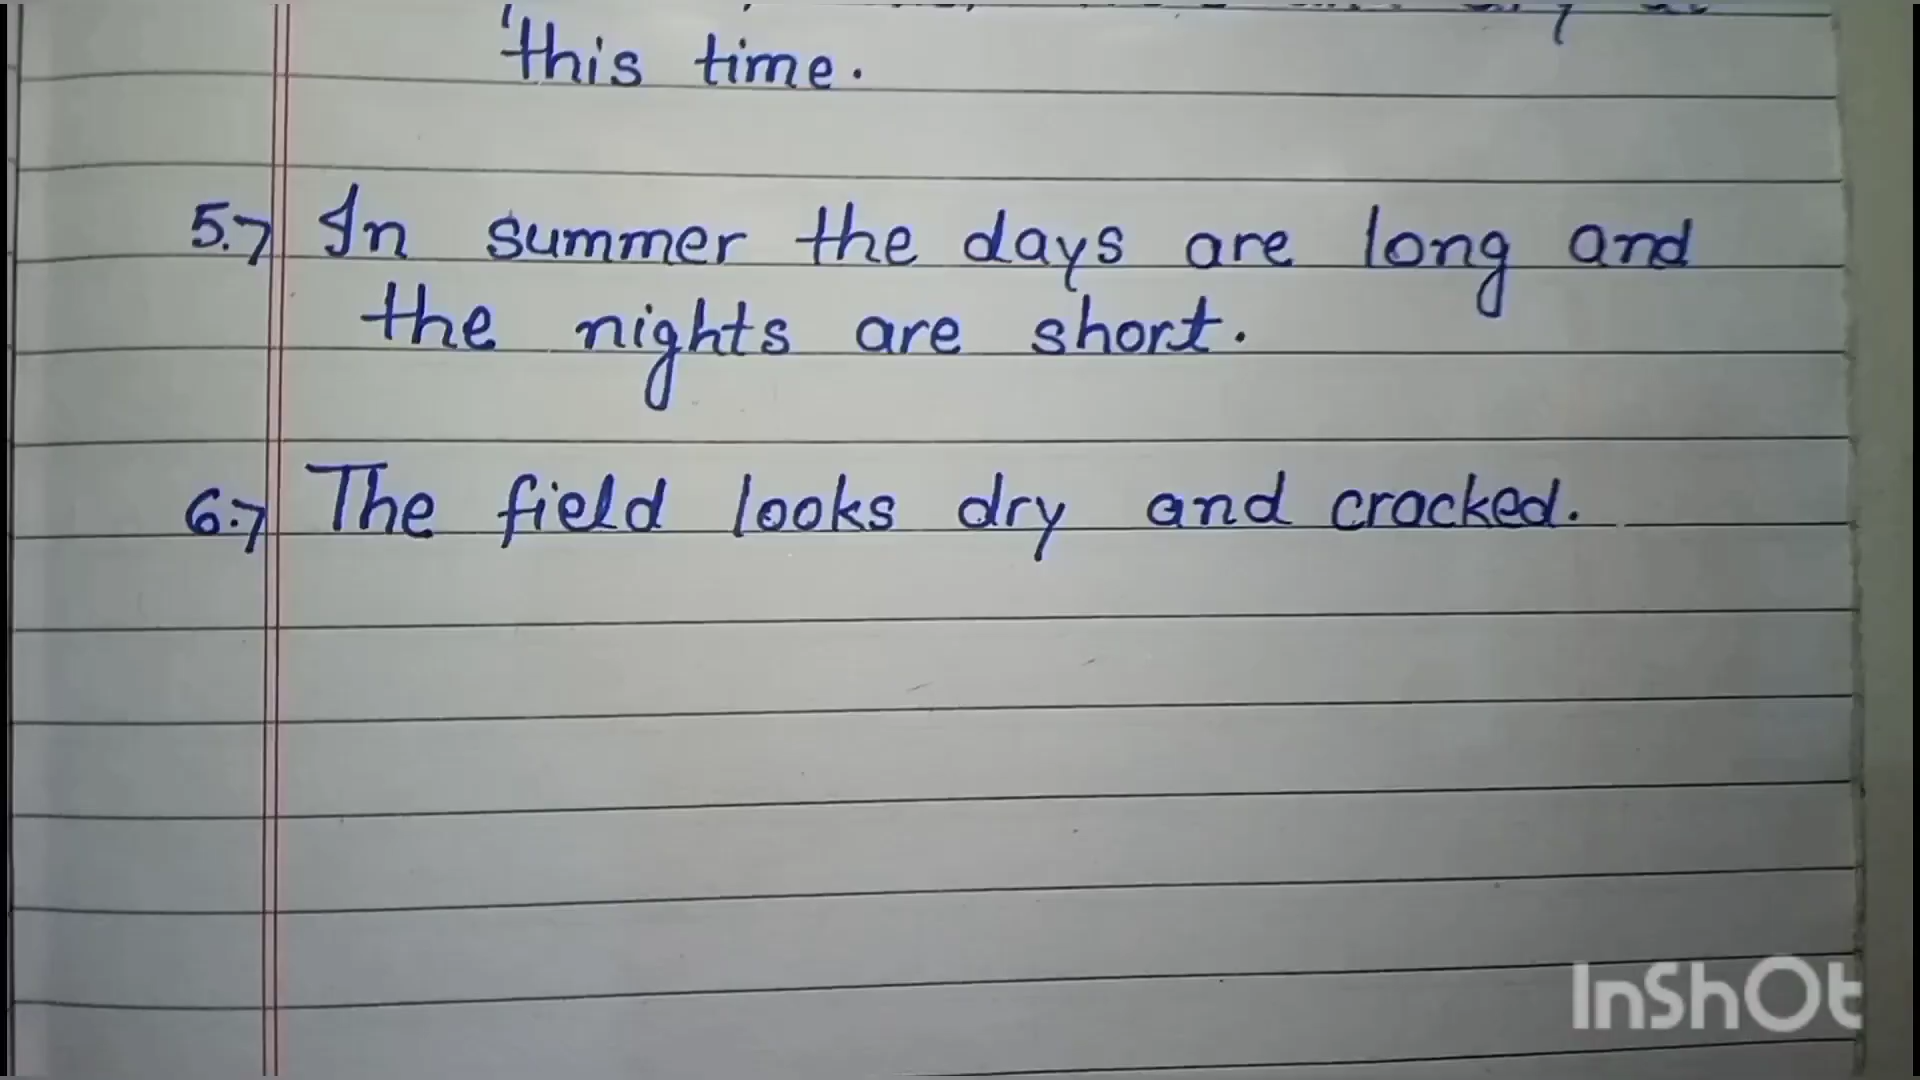 this time.
5.7 In summer the days are long and
the nights are short.
6.7 The field looks dry and cracked.
InShOt